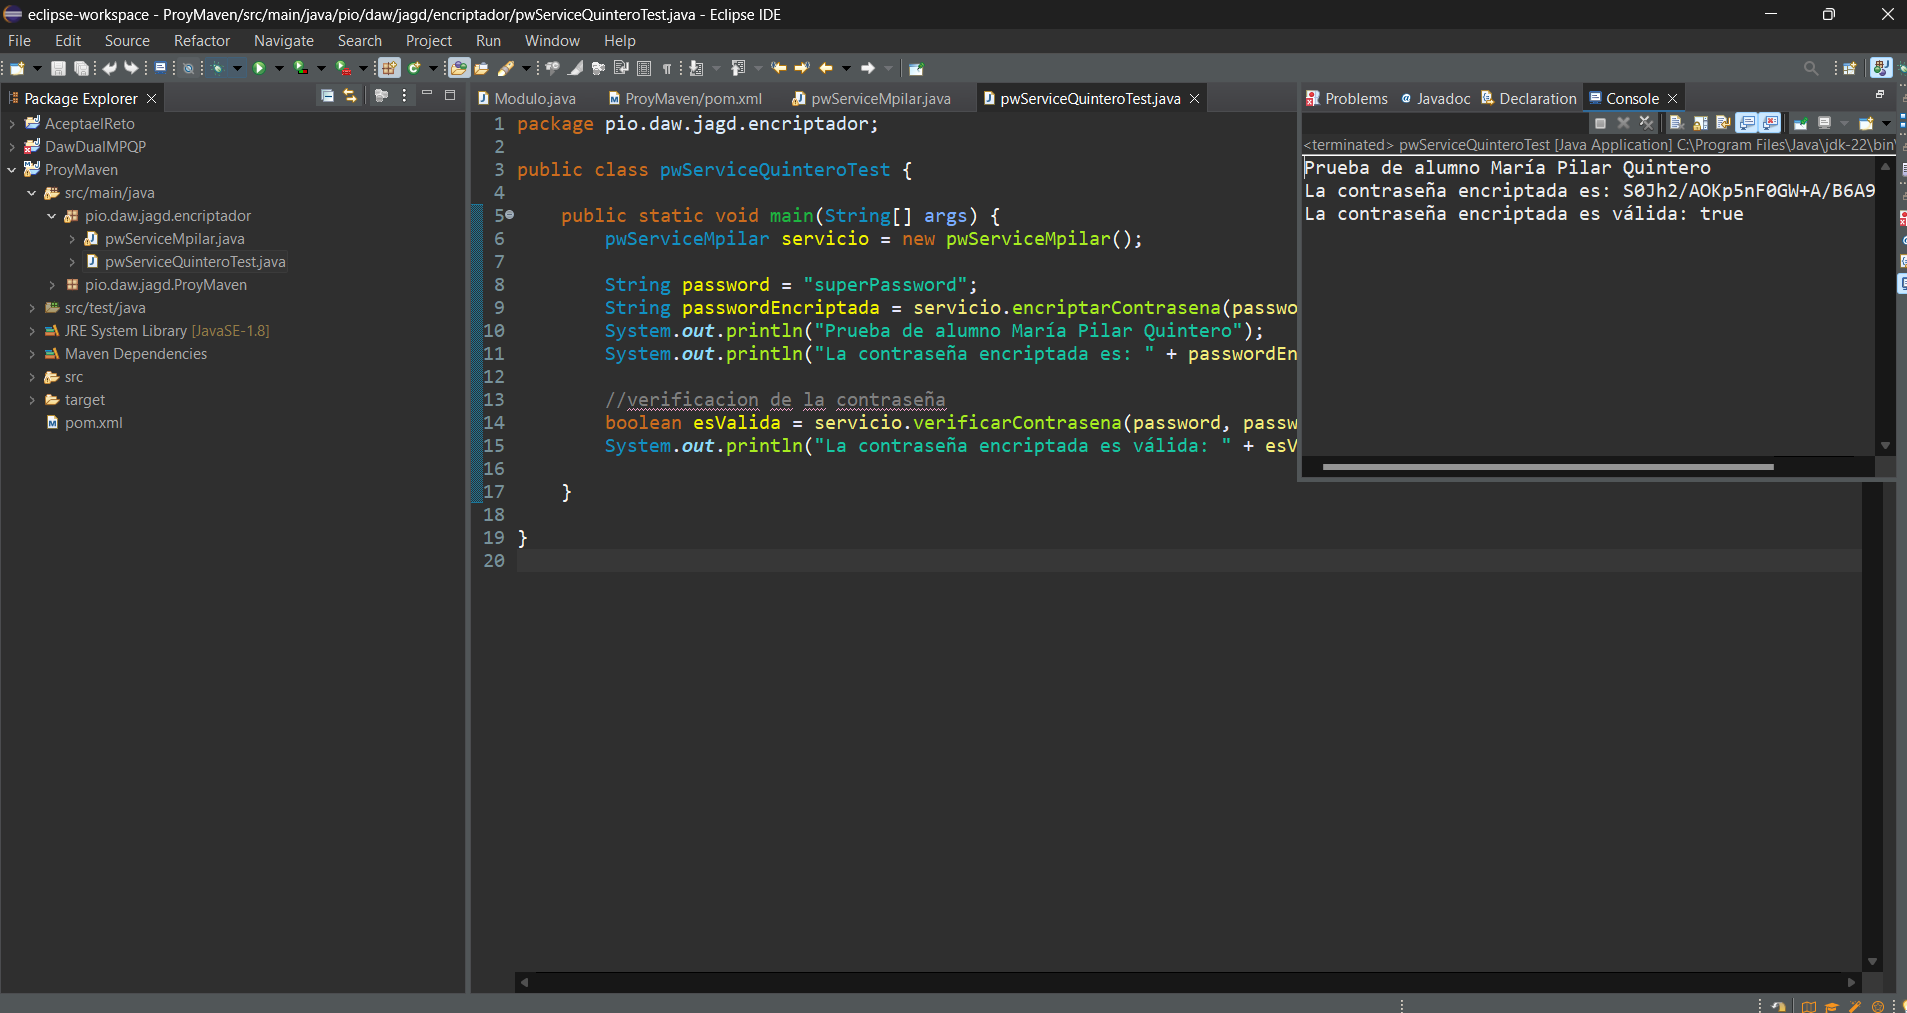 eclipse-workspace - ProyMaven/src/main/java/pio/daw/jagd/encriptador/pwServiceQuinteroTest.java - Eclipse IDE
File Edit Source Refactor Navigate Search Project Run Window Help
Package Explorer
AceptaelReto
DawDualMPQP
ProyMaven
src/main/java
pio.daw.jagd.encriptador
pwServiceMpilar.java
pwServiceQuinteroTest.java
pio.daw.jagd.ProyMaven
src/test/java
JRE System Library [JavaSE-1.8]
Maven Dependencies
src
target
pom.xml
Modulo.java ProyMaven/pom.xml pwServiceMpilar.java pwServiceQuinteroTest.java
1 package pio.daw.jagd.encriptador;
2
3 public class pwServiceQuinteroTest {
4
5 public static void main(String[] args) {
6 pwServiceMpilar servicio = new pwServiceMpilar();
7
8 String password = "superPassword";
9 String passwordEncriptada = servicio.encriptarContrasena(passwo
10 System.out.println("Prueba de alumno María Pilar Quintero");
11 System.out.println("La contraseña encriptada es: " + passwordEn
12
13 //verificacion de la contraseña
14 boolean esValida = servicio.verificarContrasena(password, passw
15 System.out.println("La contraseña encriptada es válida: " + esV
16
17 }
18
19 }
20
Problems Javadoc Declaration Console
<terminated> pwServiceQuinteroTest [Java Application] C:\Program Files\Java\jdk-22\bin\
Prueba de alumno María Pilar Quintero
La contraseña encriptada es: S0Jh2/AOKp5nF0GW+A/B6A9
La contraseña encriptada es válida: true